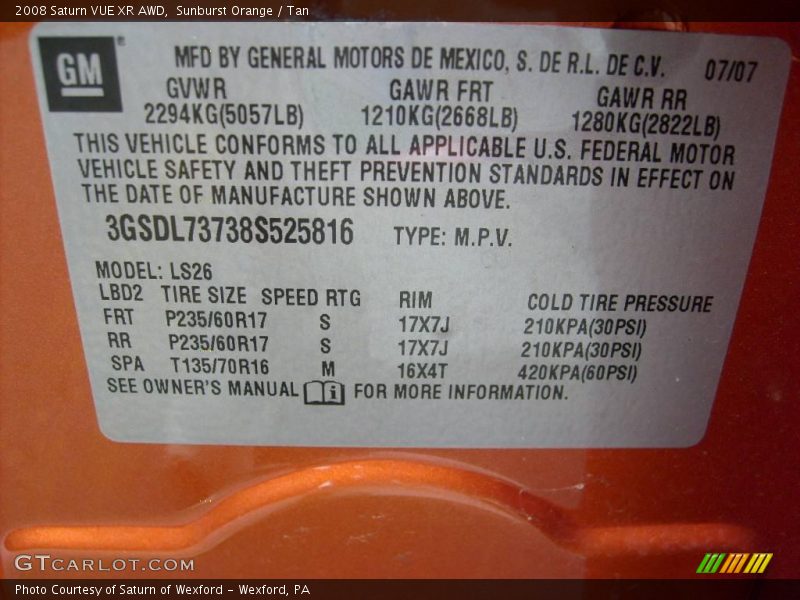 2008 Saturn VUE XR AWD,  Sunburst Orange / Tan
GM ®
MFD BY GENERAL MOTORS DE MEXICO, S. DE R.L. DE C.V. 07/07
GVWR GAWR FRT GAWR RR
2294KG(5057LB) 1210KG(2668LB) 1280KG(2822LB)
THIS VEHICLE CONFORMS TO ALL APPLICABLE U.S. FEDERAL MOTOR
VEHICLE SAFETY AND THEFT PREVENTION STANDARDS IN EFFECT ON
THE DATE OF MANUFACTURE SHOWN ABOVE.
3GSDL73738S525816 TYPE: M.P.V.
MODEL: LS26
LBD2 TIRE SIZE SPEED RTG RIM COLD TIRE PRESSURE
FRT P235/60R17 S 17X7J 210KPA(30PSI)
RR P235/60R17 S 17X7J 210KPA(30PSI)
SPA T135/70R16 M 16X4T 420KPA(60PSI)
SEE OWNER'S MANUAL i FOR MORE INFORMATION.
GTCARLOT.COM
Photo Courtesy of Saturn of Wexford - Wexford, PA